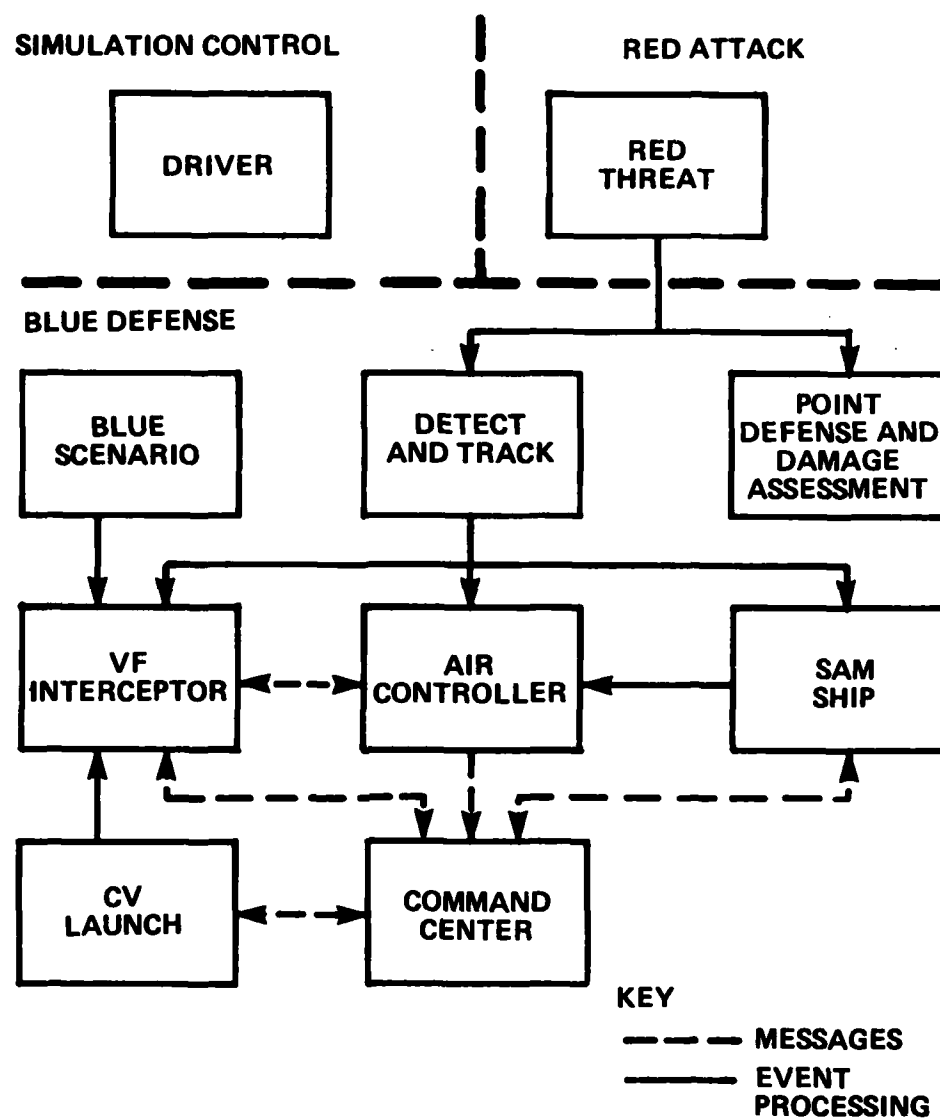 SIMULATION CONTROL
RED ATTACK
DRIVER
RED
THREAT
BLUE DEFENSE
BLUE
SCENARIO
DETECT
AND TRACK
POINT
DEFENSE AND
DAMAGE
ASSESSMENT
VF
INTERCEPTOR
AIR
CONTROLLER
SAM
SHIP
CV
LAUNCH
COMMAND
CENTER
KEY
MESSAGES
EVENT
PROCESSING